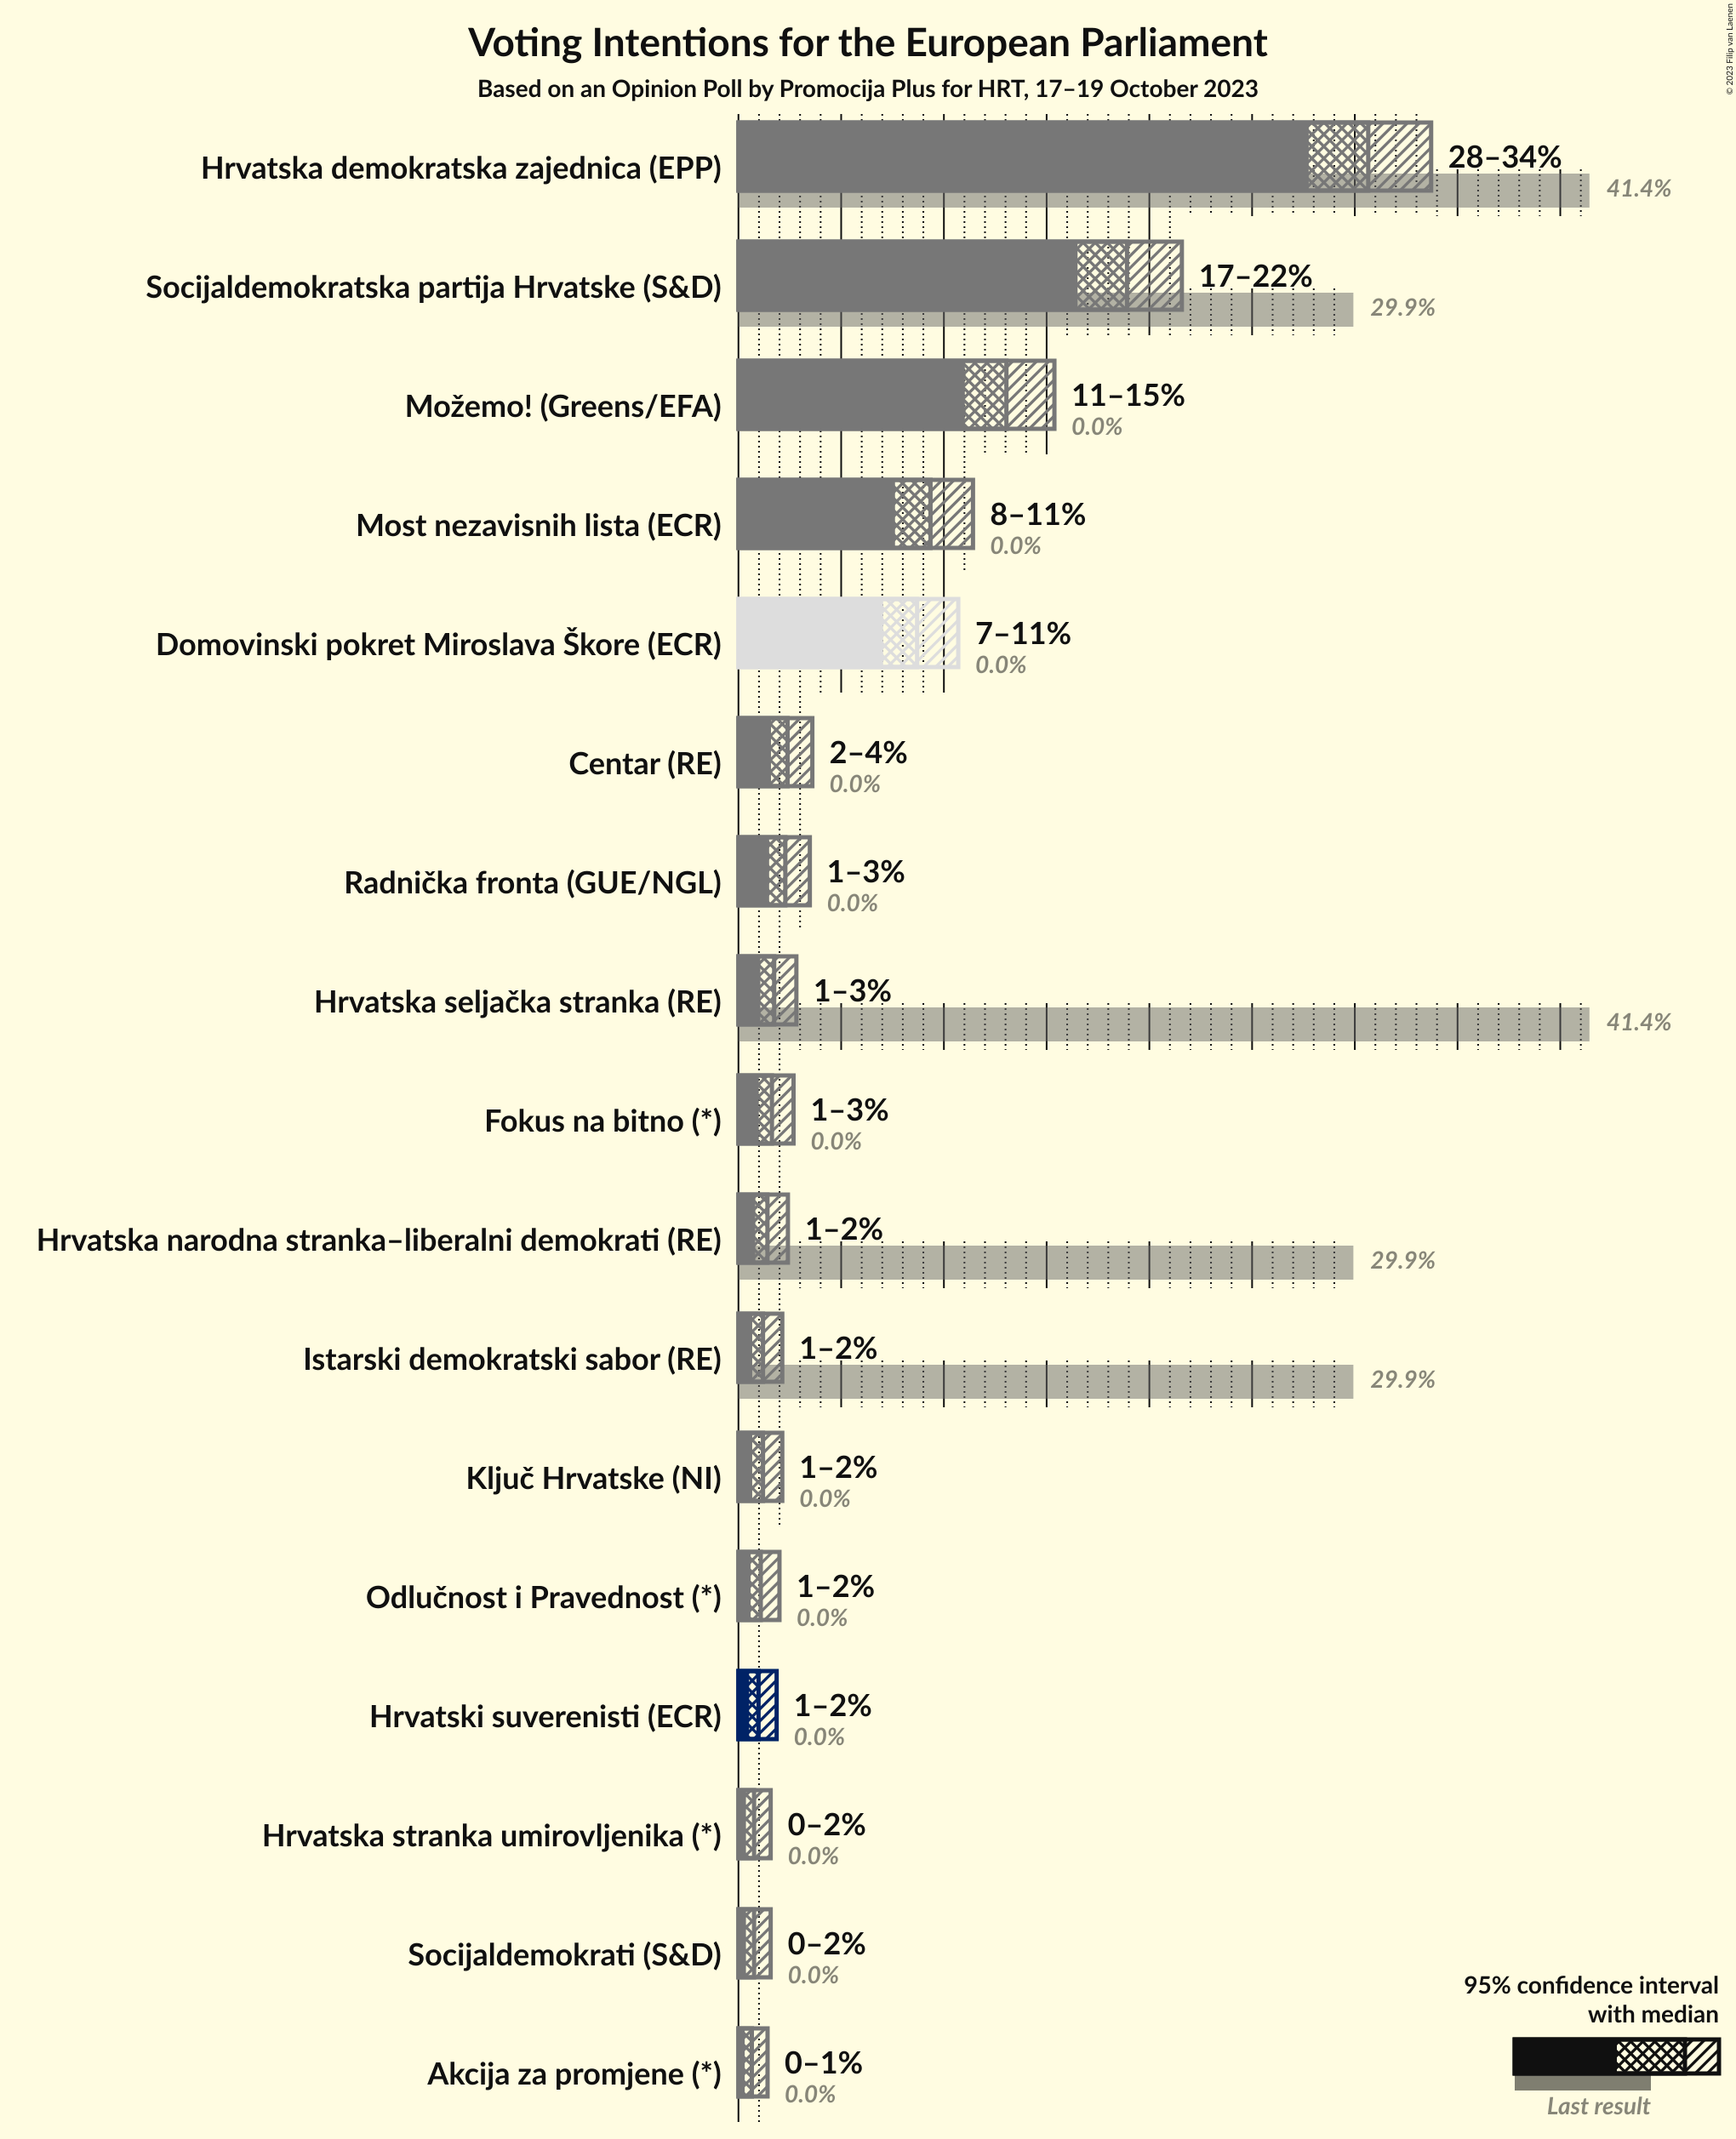 Voting Intentions for the European Parliament
Based on an Opinion Poll by Promocija Plus for HRT, 17–19 October 2023
© 2023 Filip van Laenen
Hrvatska demokratska zajednica (EPP)
28–34%
41.4%
Socijaldemokratska partija Hrvatske (S&D)
17–22%
29.9%
Možemo! (Greens/EFA)
11–15%
0.0%
Most nezavisnih lista (ECR)
8–11%
0.0%
Domovinski pokret Miroslava Škore (ECR)
7–11%
0.0%
Centar (RE)
2–4%
0.0%
Radnička fronta (GUE/NGL)
1–3%
0.0%
Hrvatska seljačka stranka (RE)
1–3%
41.4%
Fokus na bitno (*)
1–3%
0.0%
Hrvatska narodna stranka–liberalni demokrati (RE)
1–2%
29.9%
Istarski demokratski sabor (RE)
1–2%
29.9%
Ključ Hrvatske (NI)
1–2%
0.0%
Odlučnost i Pravednost (*)
1–2%
0.0%
Hrvatski suverenisti (ECR)
1–2%
0.0%
Hrvatska stranka umirovljenika (*)
0–2%
0.0%
Socijaldemokrati (S&D)
0–2%
0.0%
Akcija za promjene (*)
0–1%
0.0%
95% confidence interval
with median
Last result